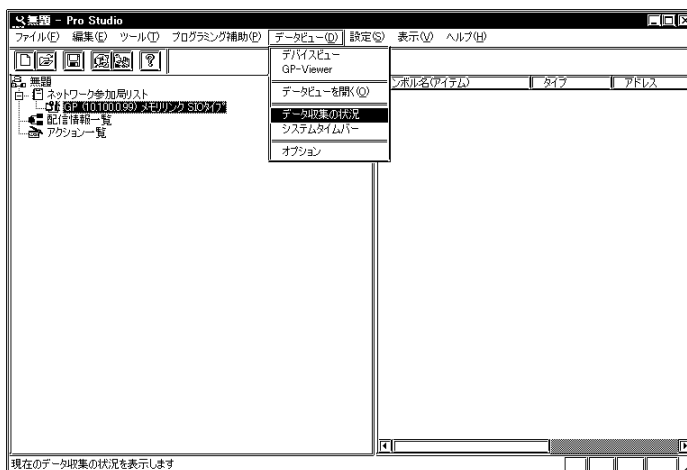 無題 - Pro Studio
ファイル(F) 編集(E) ツール(T) プログラミング補助(P) データビュー(D) 設定(S) 表示(V) ヘルプ(H)
デバイスビュー
GP-Viewer
データビューを開く(O)
データ収集の状況
システムタイムバー
オプション
無題
ネットワーク参加局リスト
GP (10.100.0.99) メモリリンク SIOタイプ
配信情報一覧
アクション一覧
ンボル名(アイテム) タイプ アドレス
現在のデータ収集の状況を表示します